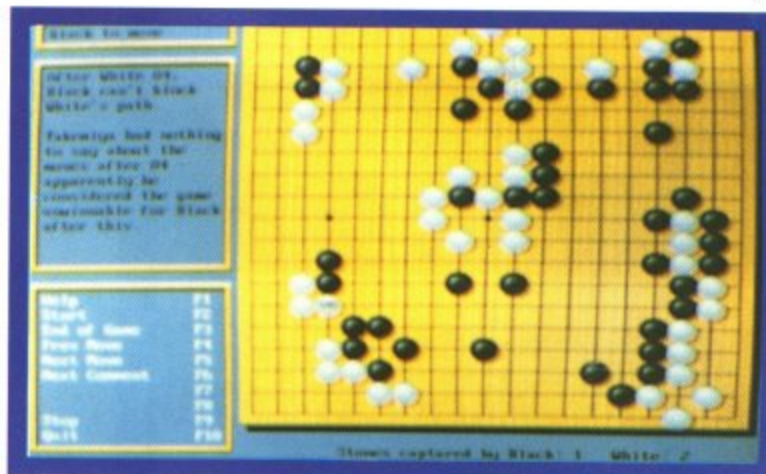 Black to move
After White 84,
Black can't block
White's path.
Takemiya had nothing
to say about the
moves after 84
apparently he
considered the game
unwinnable for Black
after this.
Help F1
Start F2
End of Game F3
Prev Move F4
Next Move F5
Next Comment F6
F7
F8
Stop F9
Quit F10
Stones captured by Black: 1 White: 2